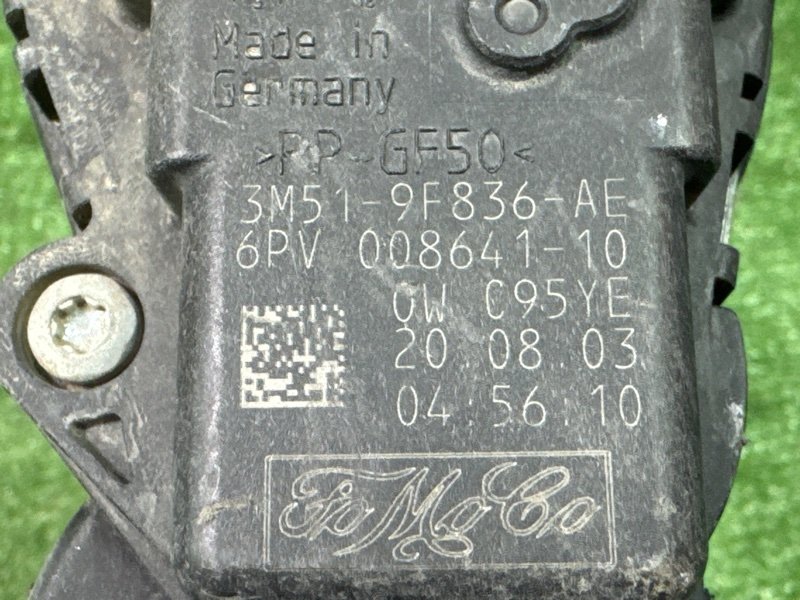 Made in
Germany
>PP-GF50<
3M51-9F836-AE
6PV 008641-10
0W C95YE
20.08.03
04:56:10
FoMoCo